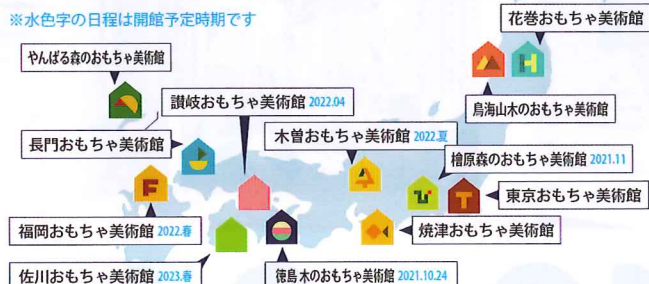 ※水色字の日程は開館予定時期です
花巻おもちゃ美術館
やんばる森のおもちゃ美術館
讃岐おもちゃ美術館 2022.04
鳥海山木のおもちゃ美術館
長門おもちゃ美術館
木曽おもちゃ美術館 2022.夏
檜原森のおもちゃ美術館 2021.11
H
F
T
東京おもちゃ美術館
福岡おもちゃ美術館 2022.春
焼津おもちゃ美術館
佐川おもちゃ美術館 2023.春
徳島木のおもちゃ美術館 2021.10.24